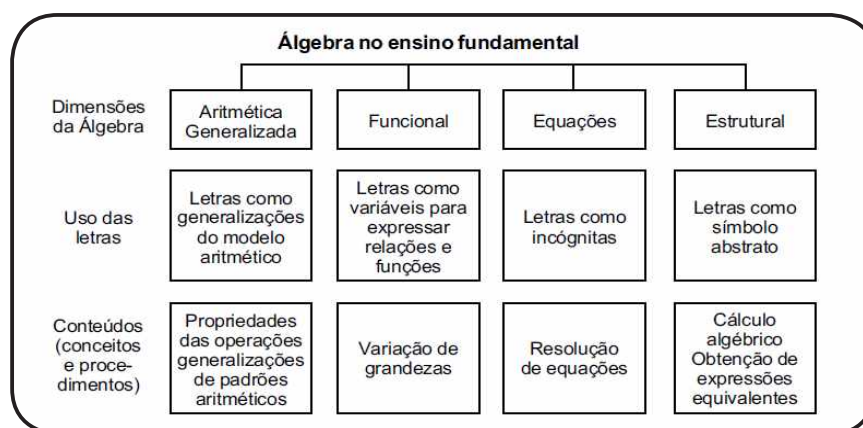 Álgebra no ensino fundamental
Dimensões
da Álgebra
Aritmética
Generalizada
Funcional
Equações
Estrutural
Uso das
letras
Letras como
generalizações
do modelo
aritmético
Letras como
variáveis para
expressar
relações e
funções
Letras como
incógnitas
Letras como
símbolo
abstrato
Conteúdos
(conceitos
e proce-
dimentos)
Propriedades
das operações
generalizações
de padrões
aritméticos
Variação de
grandezas
Resolução
de equações
Cálculo
algébrico
Obtenção de
expressões
equivalentes